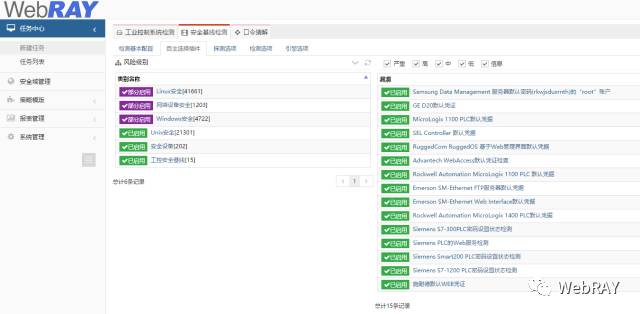 WebRAY
任务中心
新建任务
任务列表
安全域管理
策略模版
报表管理
系统管理
工业控制系统检测
安全基线检测
口令猜解
检测基本配置
自主选择插件
探测选项
检测选项
引擎选项
风险级别
严重
高
中
低
信息
类别名称
部分启用 Linux安全[41661]
部分启用 网络设备安全[1203]
部分启用 Windows安全[4722]
已启用 Unix安全[21301]
已启用 安全设备[202]
已启用 工控安全基线[15]
总计6条记录
1
漏洞
已启用 Samsung Data Management 服务器默认密码(rkwjsdusrnth)的“root”账户
已启用 GE D20默认凭证
已启用 MicroLogix 1100 PLC默认凭据
已启用 SEL Controller 默认凭据
已启用 RuggedCom RuggedOS 基于Web管理界面默认凭据
已启用 Advantech WebAccess默认凭证检查
已启用 Rockwell Automation MicroLogix 1100 PLC 默认凭据
已启用 Emerson SM-Ethernet FTP服务器默认凭据
已启用 Emerson SM-Ethernet Web Interface默认凭据
已启用 Rockwell Automation MicroLogix 1400 PLC默认凭据
已启用 Siemens S7-300PLC密码设置状态检测
已启用 Siemens PLC的Web服务检测
已启用 Siemens Smart200 PLC密码设置状态检测
已启用 Siemens S7-1200 PLC密码设置状态检测
已启用 施耐德默认WEB凭证
总计15条记录
WebRAY